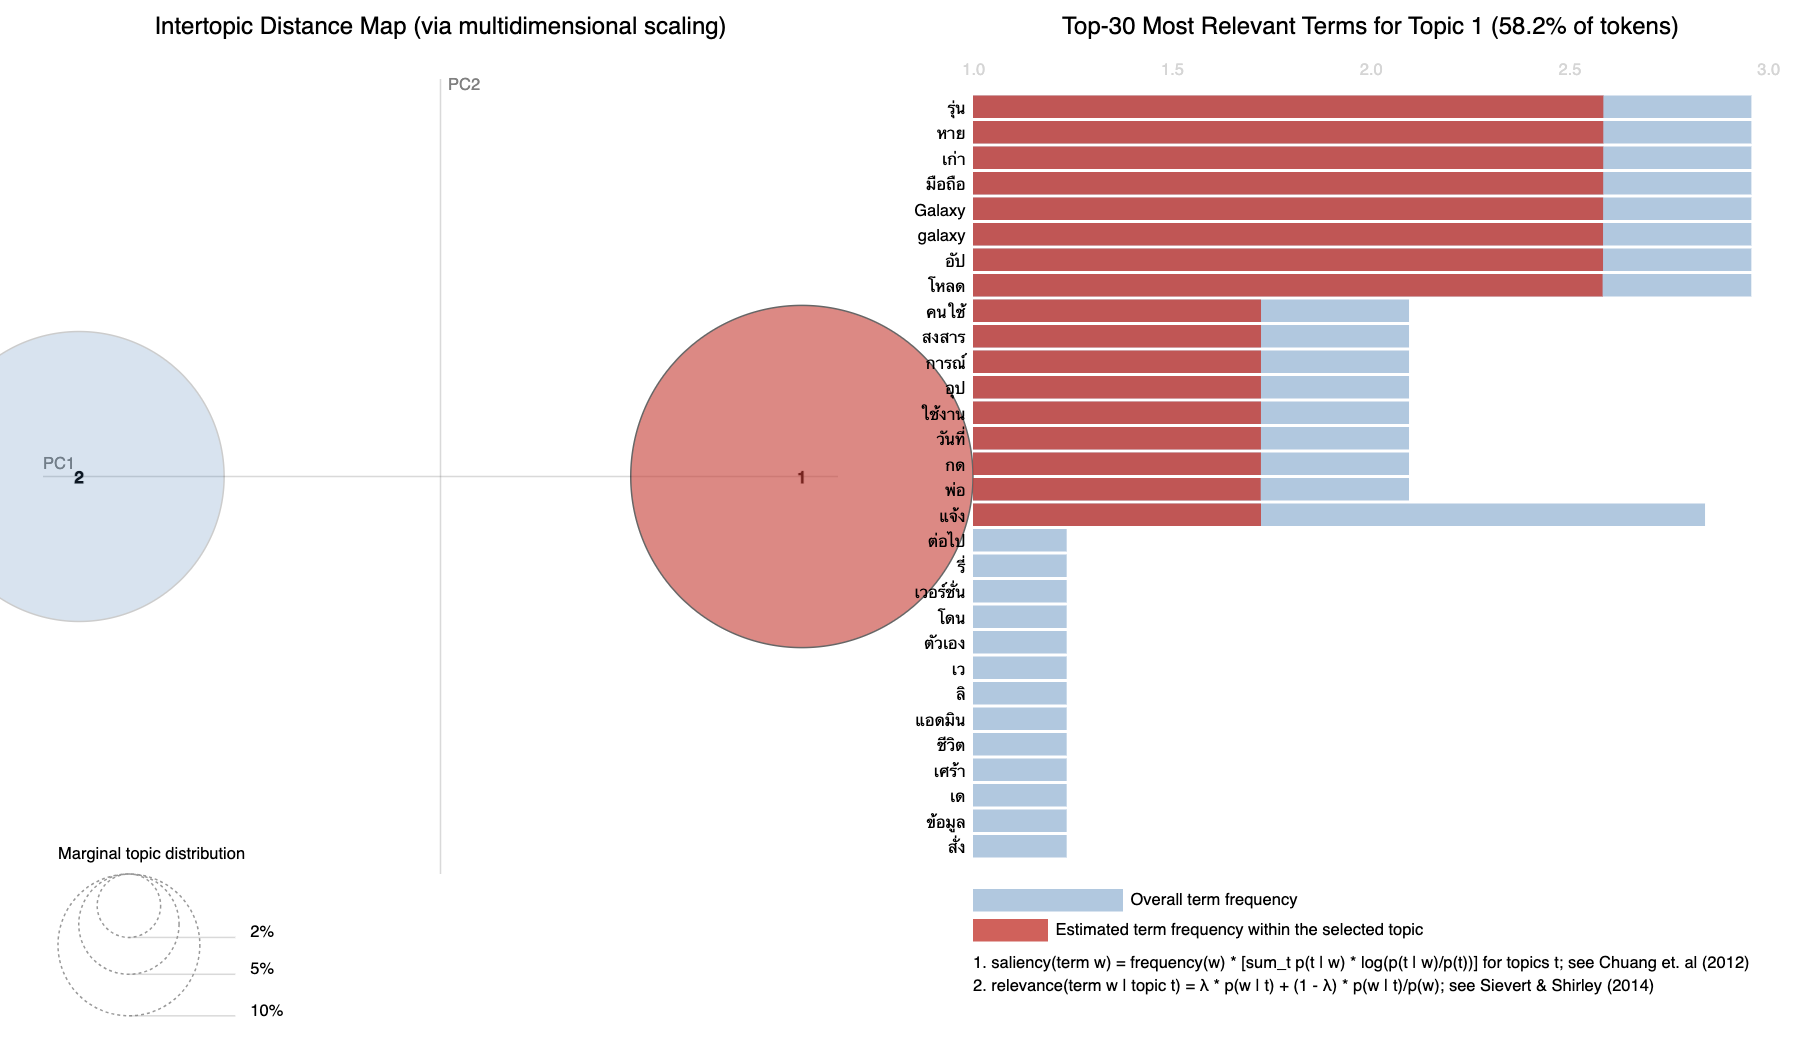 Intertopic Distance Map (via multidimensional scaling)
PC2
PC1
2
1
Marginal topic distribution
2%
5%
10%
Top-30 Most Relevant Terms for Topic 1 (58.2% of tokens)
1.0 1.5 2.0 2.5 3.0
รุ่น
หาย
เก่า
มือถือ
Galaxy
galaxy
อัป
โหลด
คนใช้
สงสาร
การณ์
อุป
ใช้งาน
วันที่
กด
พ่อ
แจ้ง
ต่อไป
รี่
เวอร์ชั่น
โดน
ตัวเอง
เว
ลิ
แอดมิน
ชีวิต
เศร้า
เด
ข้อมูล
สั่ง
Overall term frequency
Estimated term frequency within the selected topic
1. saliency(term w) = frequency(w) * [sum_t p(t | w) * log(p(t | w)/p(t))] for topics t; see Chuang et. al (2012)
2. relevance(term w | topic t) = λ * p(w | t) + (1 - λ) * p(w | t)/p(w); see Sievert & Shirley (2014)